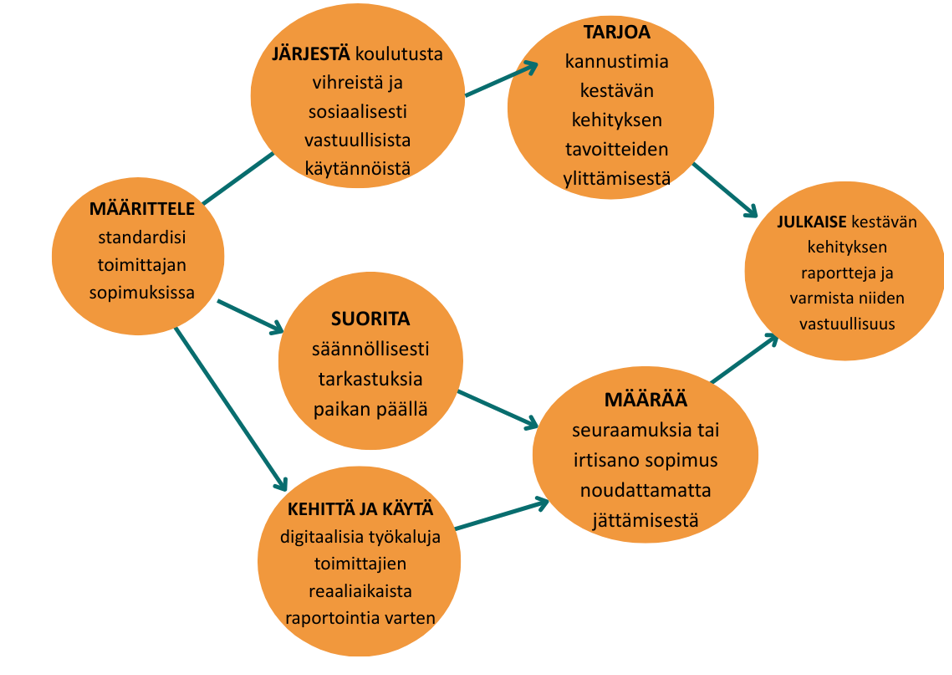 MÄÄRITTELE
standardisi
toimittajan
sopimuksissa
JÄRJESTÄ koulutusta
vihreistä ja
sosiaalisesti
vastuullisista
käytännöistä
TARJOA
kannustimia
kestävän
kehityksen
tavoitteiden
ylittämisestä
SUORITA
säännöllisesti
tarkastuksia
paikan päällä
KEHITTÄ JA KÄYTÄ
digitaalisia työkaluja
toimittajien
reaaliaikaista
raportointia varten
MÄÄRÄÄ
seuraamuksia tai
irtisano sopimus
noudattamatta
jättämisestä
JULKAISE kestävän
kehityksen
raportteja ja
varmista niiden
vastuullisuus